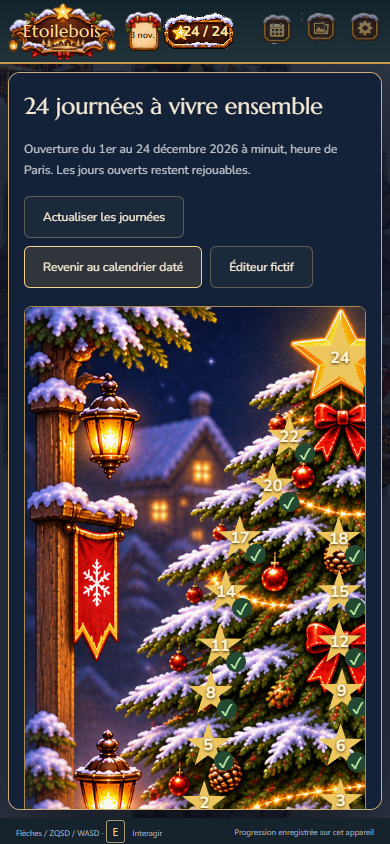 Étoilebois
3 nov.
24 / 24
24 journées à vivre ensemble
Ouverture du 1er au 24 décembre 2026 à minuit, heure de
Paris. Les jours ouverts restent rejouables.
Actualiser les journées
Revenir au calendrier daté
Éditeur fictif
24
22
20
17
18
14
15
11
12
8
9
5
6
2
3
Flèches / ZQSD / WASD · E Interagir
Progression enregistrée sur cet appareil